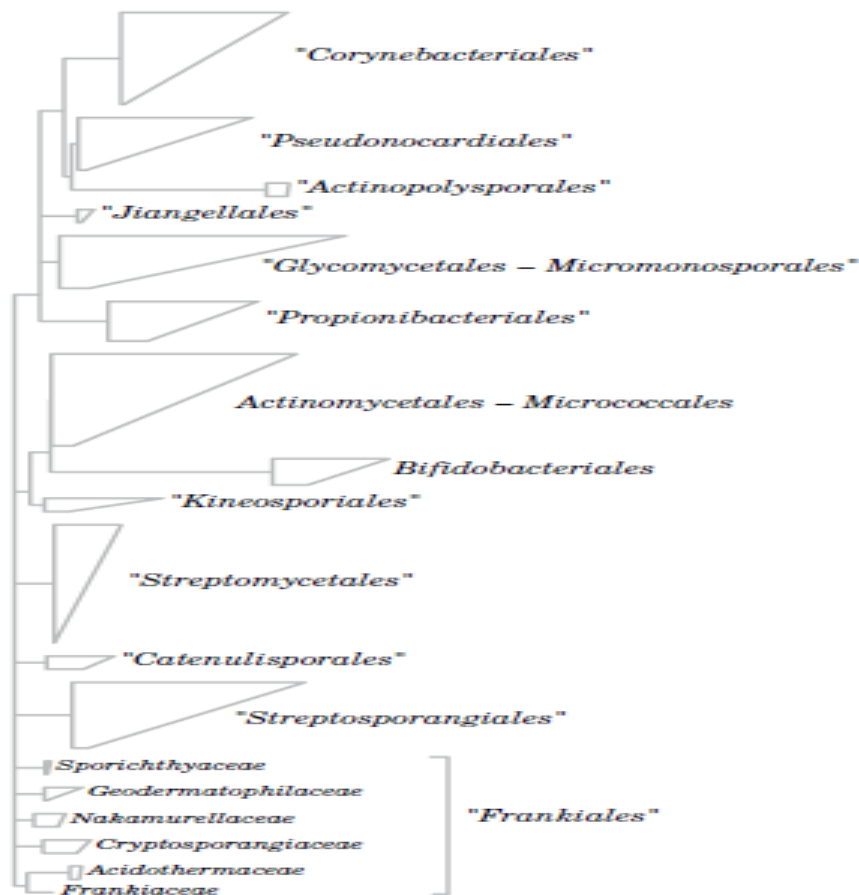 "Corynebacteriales"
"Pseudonocardiales"
"Actinopolysporales"
"Jiangellales"
"Glycomycetales – Micromonosporales"
"Propionibacteriales"
Actinomycetales – Micrococcales
Bifidobacteriales
"Kineosporiales"
"Streptomycetales"
"Catenulisporales"
"Streptosporangiales"
Sporichthyaceae
Geodermatophilaceae
"Frankiales"
Nakamurellaceae
Cryptosporangiaceae
Acidothermaceae
Frankiaceae